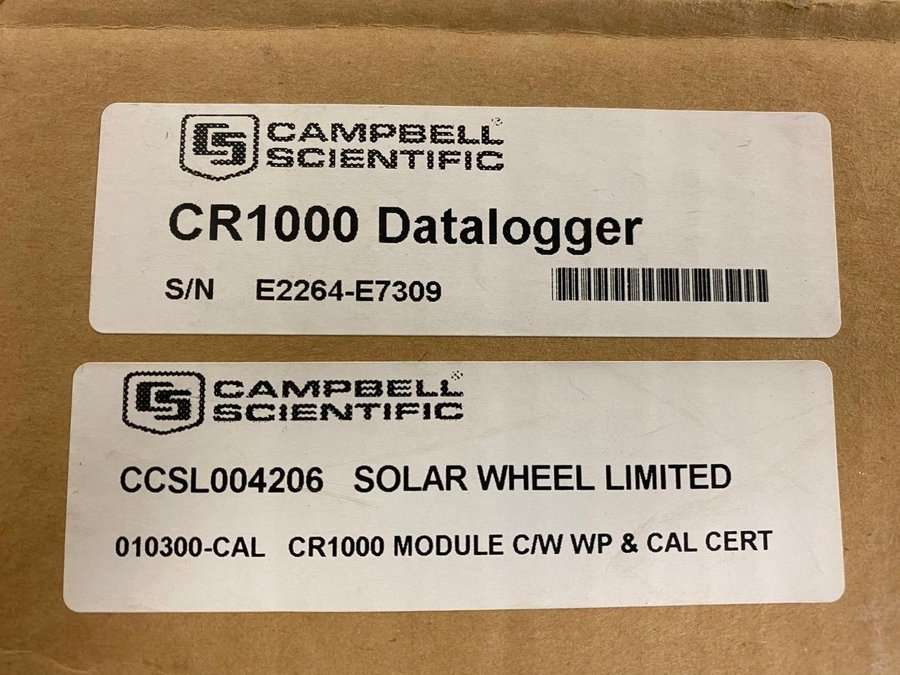 CAMPBELL
SCIENTIFIC
CR1000 Datalogger
S/N E2264-E7309
CAMPBELL
SCIENTIFIC
CCSL004206 SOLAR WHEEL LIMITED
010300-CAL CR1000 MODULE C/W WP & CAL CERT